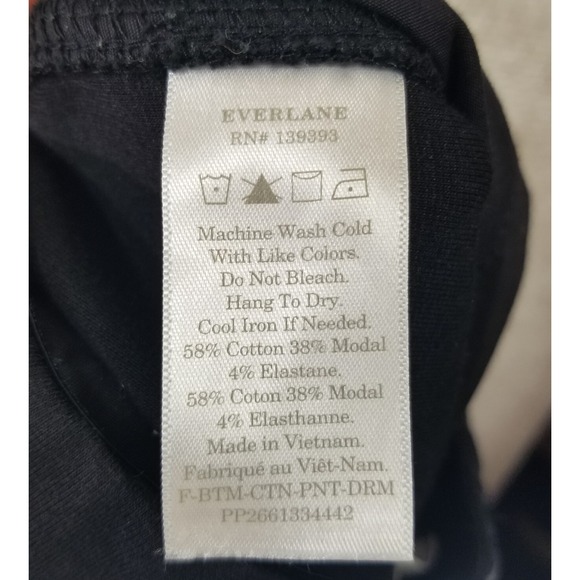 EVERLANE
RN# 139393
Machine Wash Cold
With Like Colors.
Do Not Bleach.
Hang To Dry.
Cool Iron If Needed.
58% Cotton 38% Modal
4% Elastane.
58% Coton 38% Modal
4% Elasthanne.
Made in Vietnam.
Fabriqué au Viêt-Nam.
F-BTM-CTN-PNT-DRM
PP2661334442